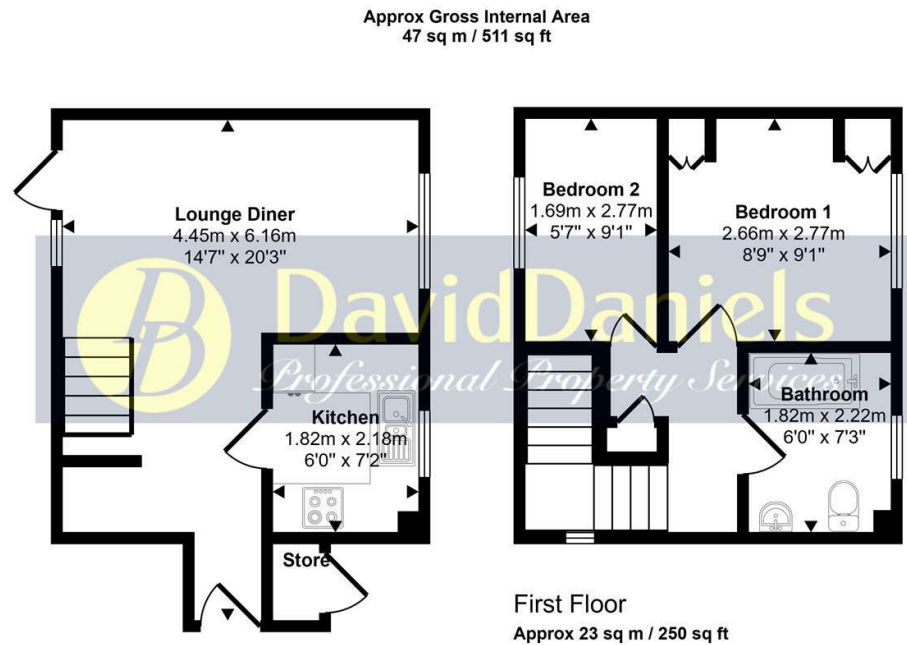 Approx Gross Internal Area
47 sq m / 511 sq ft
Lounge Diner
4.45m x 6.16m
14'7" x 20'3"
Bedroom 2
1.69m x 2.77m
5'7" x 9'1"
Bedroom 1
2.66m x 2.77m
8'9" x 9'1"
DavidDaniels
Professional Property Services
Kitchen
1.82m x 2.18m
6'0" x 7'2"
Bathroom
1.82m x 2.22m
6'0" x 7'3"
Store
First Floor
Approx 23 sq m / 250 sq ft